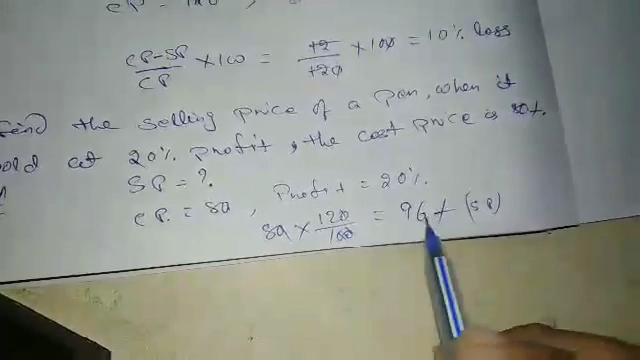 CP-SP/CP × 100 = 12/120 × 100 = 10% loss
Find the selling price of a pen, when it
sold at 20% profit, the cost price is 80/.
SP = ?
CP = 80, Profit = 20%.
80 × 120/100 = 96/ (SP)